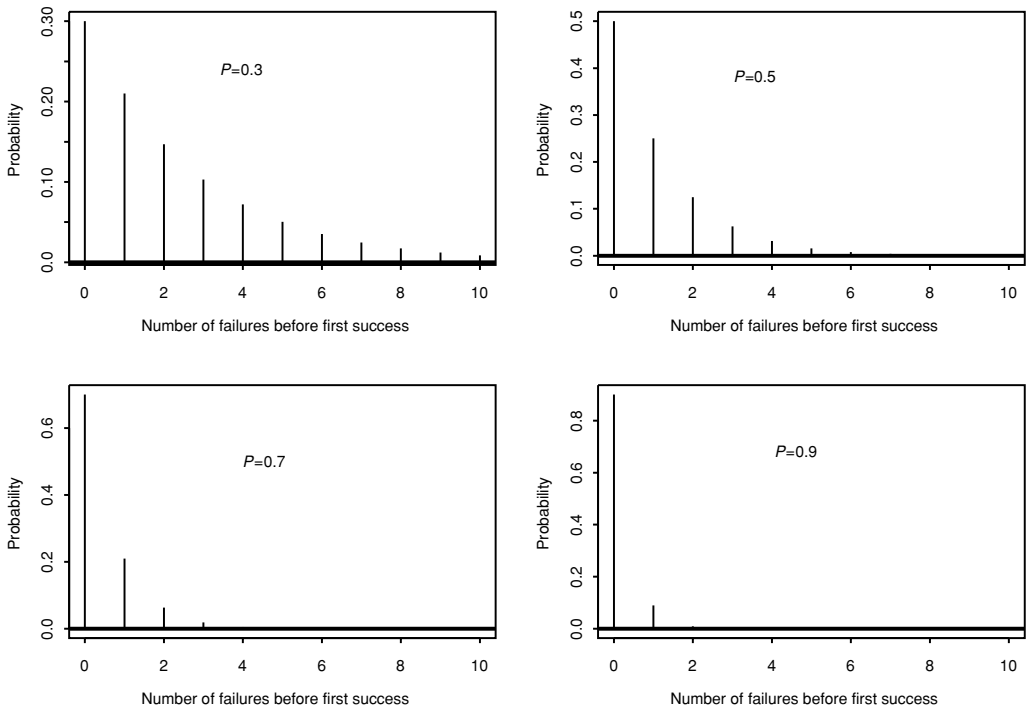 P=0.3
Probability
0.0
0.10
0.20
0.30
0 2 4 6 8 10
Number of failures before first success
P=0.5
Probability
0.0
0.1
0.2
0.3
0.4
0.5
0 2 4 6 8 10
Number of failures before first success
P=0.7
Probability
0.0
0.2
0.4
0.6
0 2 4 6 8 10
Number of failures before first success
P=0.9
Probability
0.0
0.2
0.4
0.6
0.8
0 2 4 6 8 10
Number of failures before first success